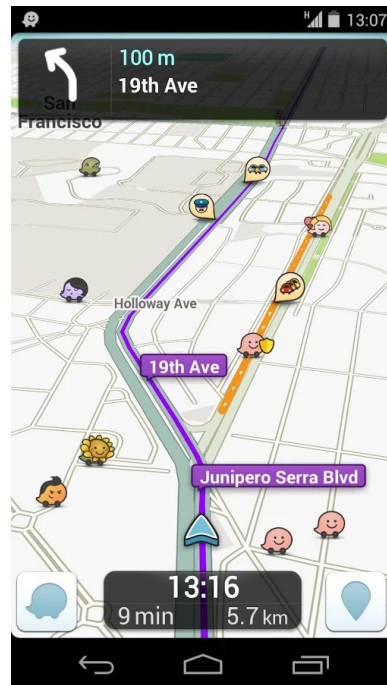 H
13:07
100 m
19th Ave
San
Francisco
Holloway Ave
19th Ave
Junipero Serra Blvd
13:16
9 min
5.7 km